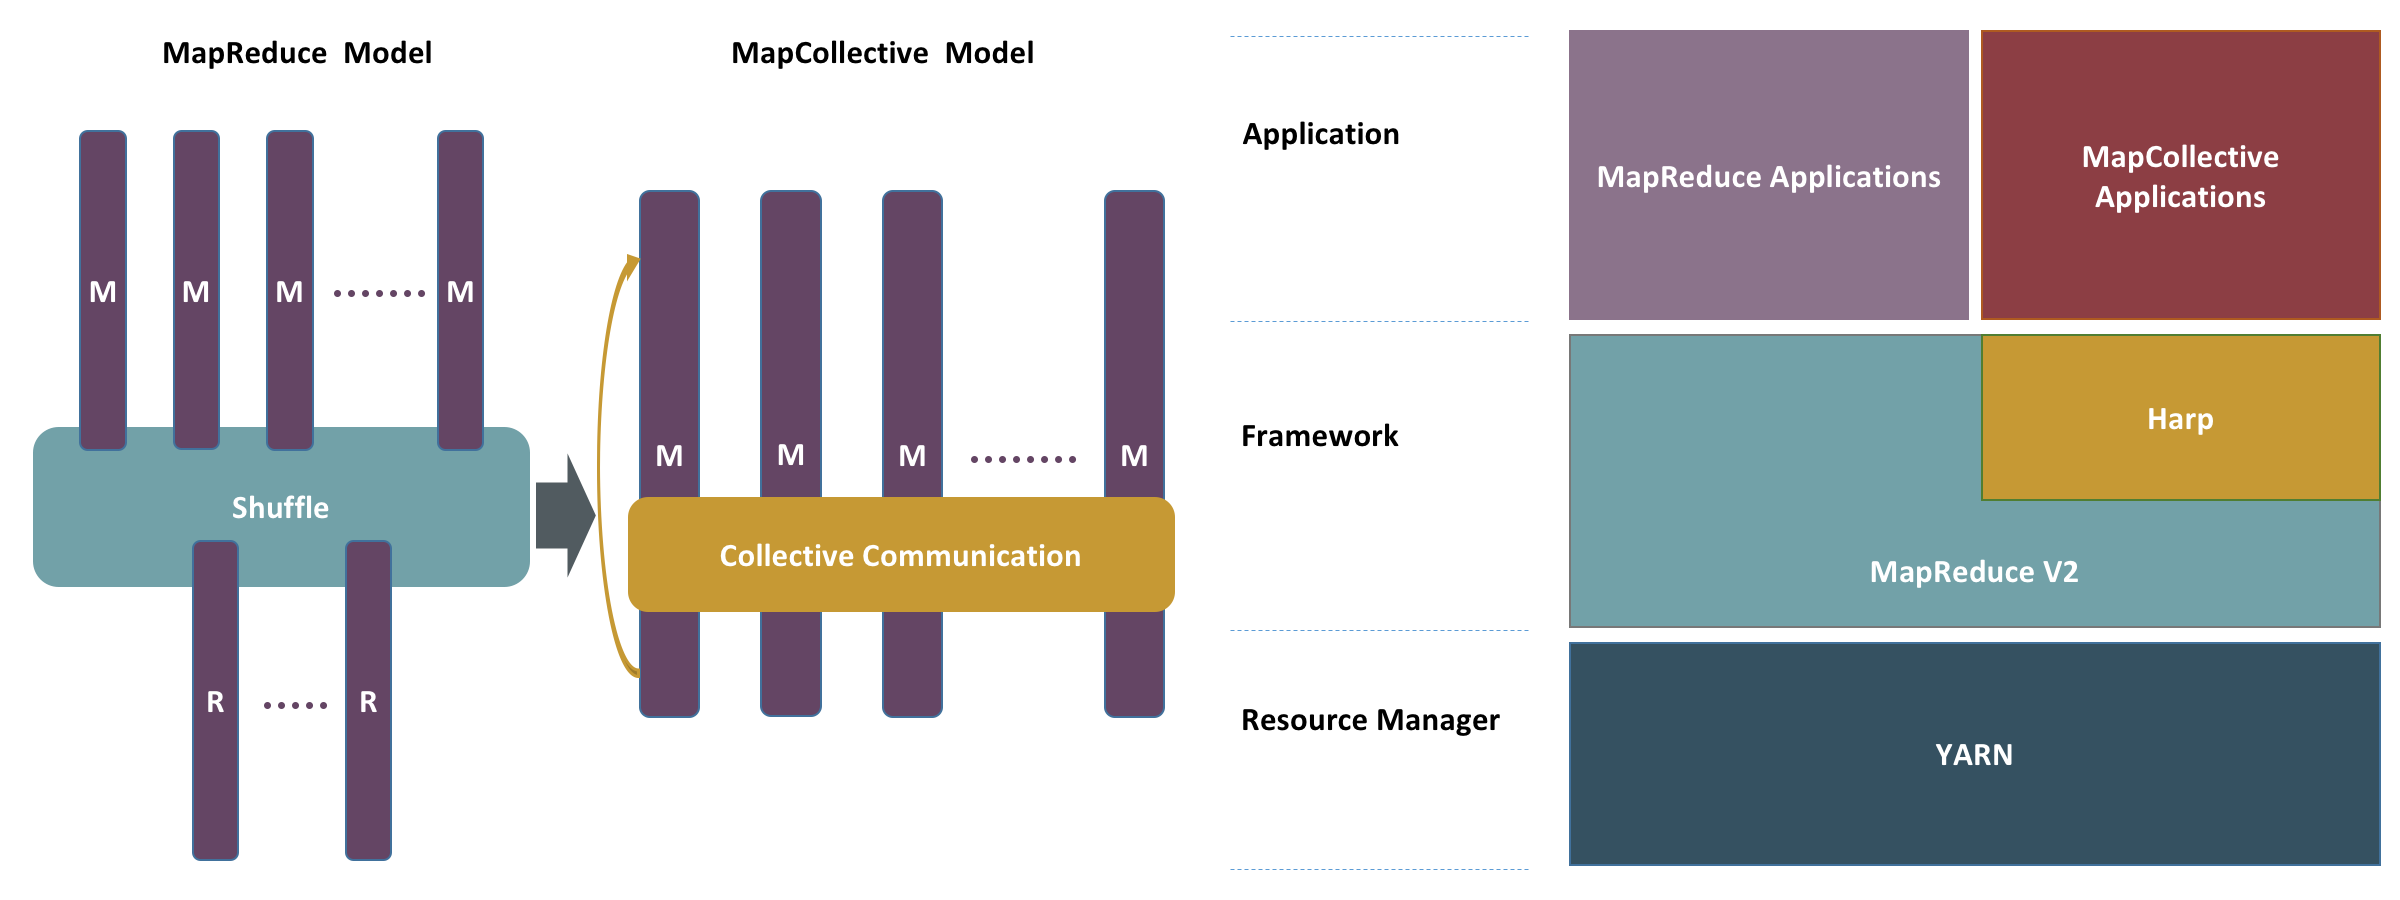 MapReduce  Model
M
M
M
.......
M
Shuffle
R
.....
R
MapCollective  Model
M
M
M
........
M
Collective Communication
Application
Framework
Resource Manager
MapReduce Applications
MapCollective
Applications
Harp
MapReduce V2
YARN